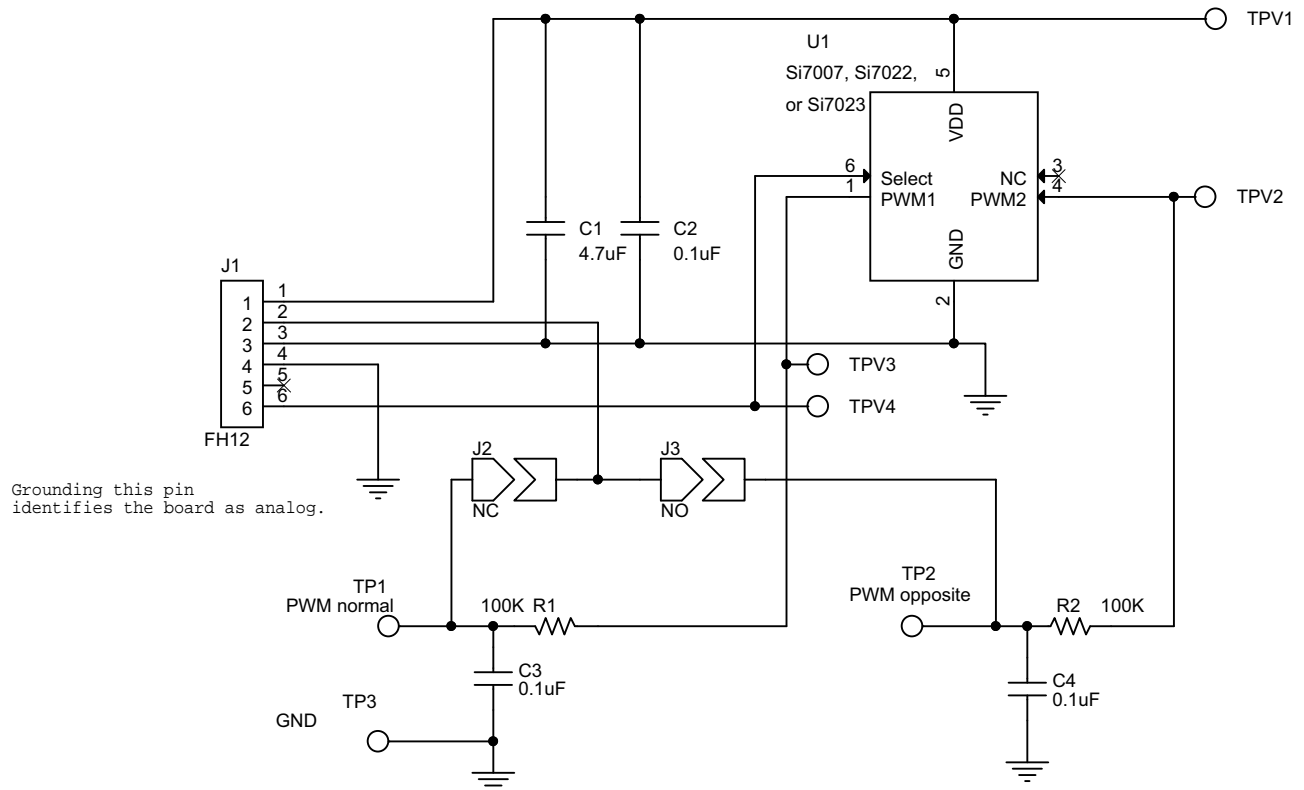 TPV1
U1
Si7007, Si7022,
or Si7023
5
VDD
6
Select
1
PWM1
NC
3
PWM2
4
TPV2
GND
2
C1
4.7uF
C2
0.1uF
J1
1
1
2
2
3
3
4
4
5
5
6
6
FH12
TPV3
TPV4
Grounding this pin
identifies the board as analog.
J2
NC
J3
NO
TP1
PWM normal
100K R1
C3
0.1uF
TP3
GND
TP2
PWM opposite
R2 100K
C4
0.1uF